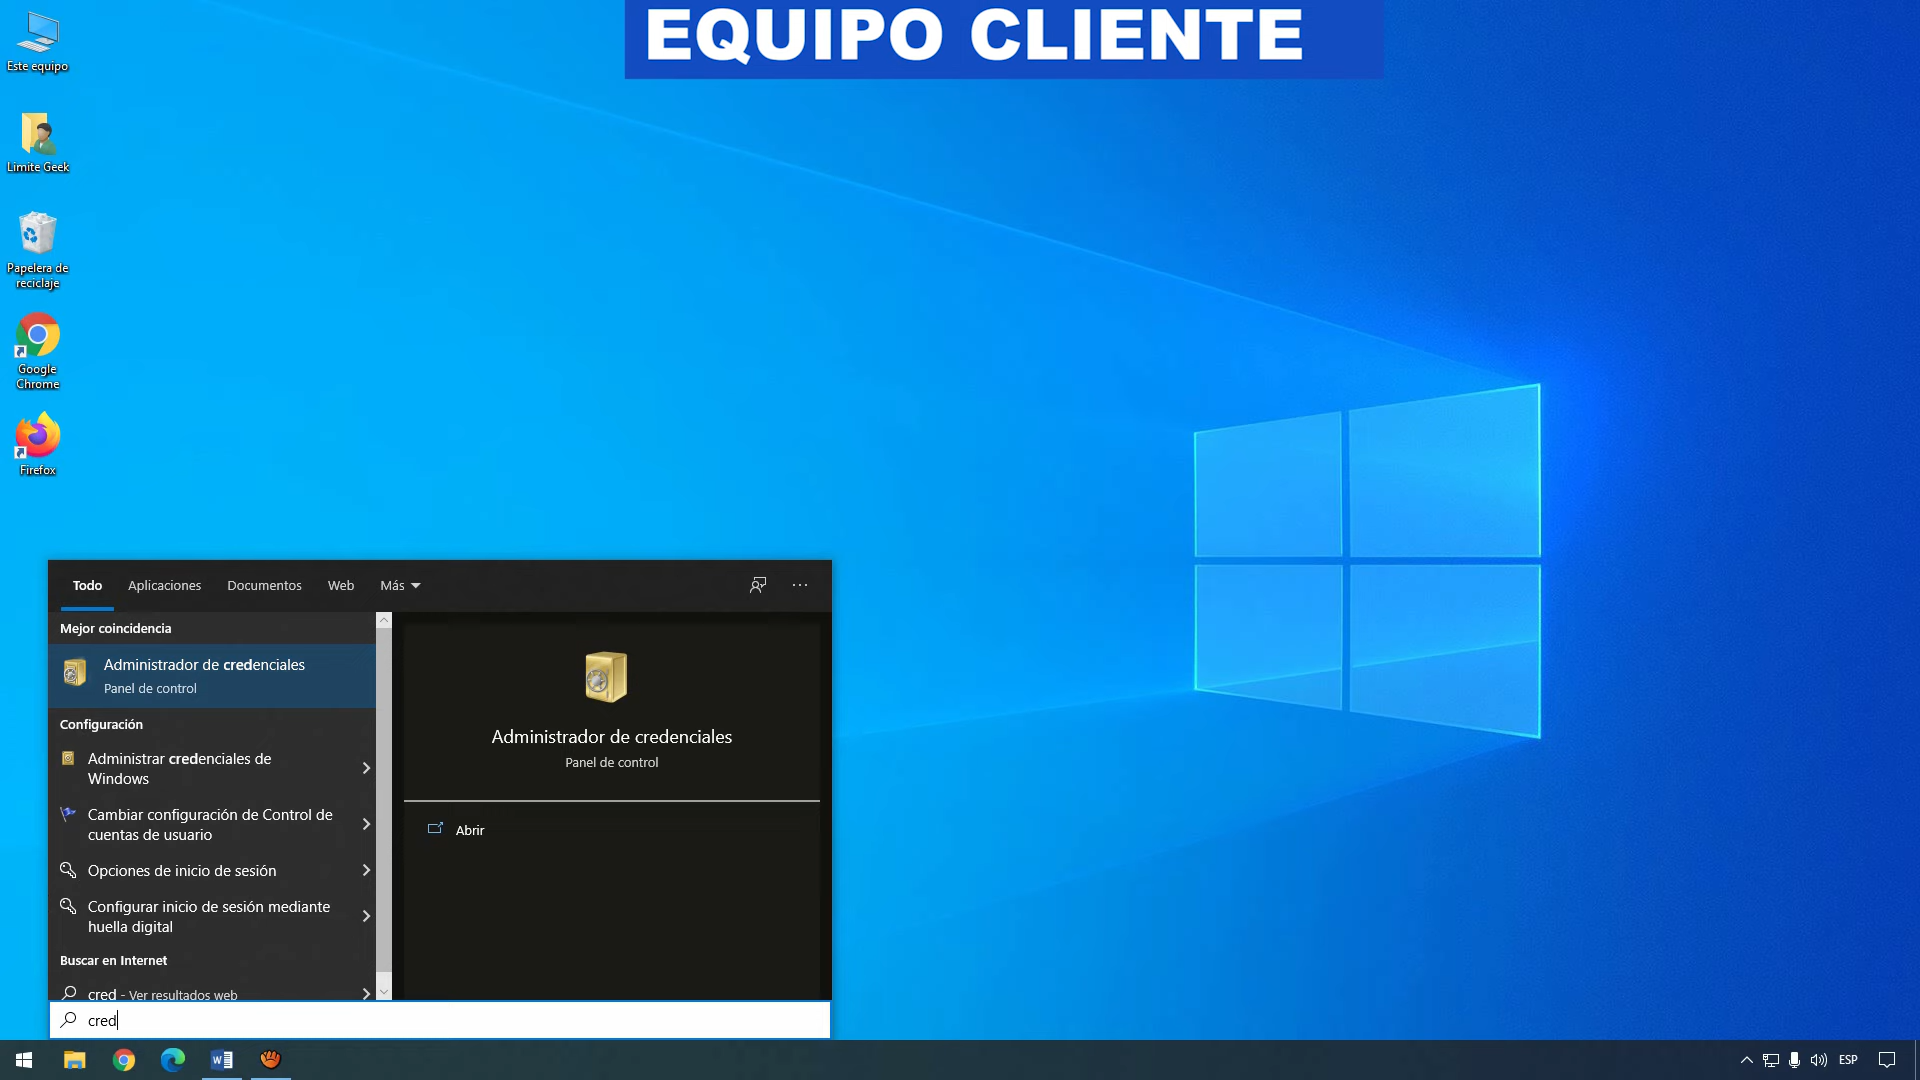 EQUIPO CLIENTE
Este equipo
Limite Geek
Papelera de
reciclaje
Google
Chrome
Firefox
Todo
Aplicaciones
Documentos
Web
Más
Mejor coincidencia
Administrador de credenciales
Panel de control
Configuración
Administrar credenciales de
Windows
Cambiar configuración de Control de
cuentas de usuario
Opciones de inicio de sesión
Configurar inicio de sesión mediante
huella digital
Buscar en Internet
cred - Ver resultados web
Administrador de credenciales
Panel de control
Abrir
cred
ESP